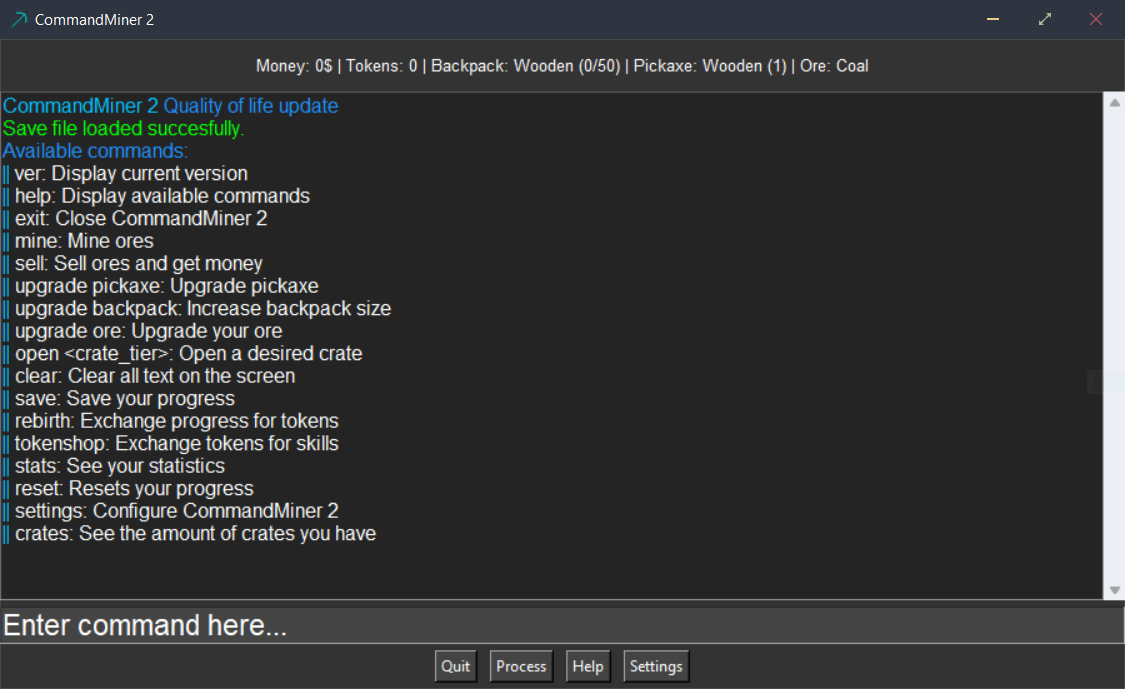 CommandMiner 2
Money: 0$ | Tokens: 0 | Backpack: Wooden (0/50) | Pickaxe: Wooden (1) | Ore: Coal
CommandMiner 2 Quality of life update
Save file loaded succesfully.
Available commands:
|| ver: Display current version
|| help: Display available commands
|| exit: Close CommandMiner 2
|| mine: Mine ores
|| sell: Sell ores and get money
|| upgrade pickaxe: Upgrade pickaxe
|| upgrade backpack: Increase backpack size
|| upgrade ore: Upgrade your ore
|| open <crate_tier>: Open a desired crate
|| clear: Clear all text on the screen
|| save: Save your progress
|| rebirth: Exchange progress for tokens
|| tokenshop: Exchange tokens for skills
|| stats: See your statistics
|| reset: Resets your progress
|| settings: Configure CommandMiner 2
|| crates: See the amount of crates you have
Enter command here...
Quit Process Help Settings